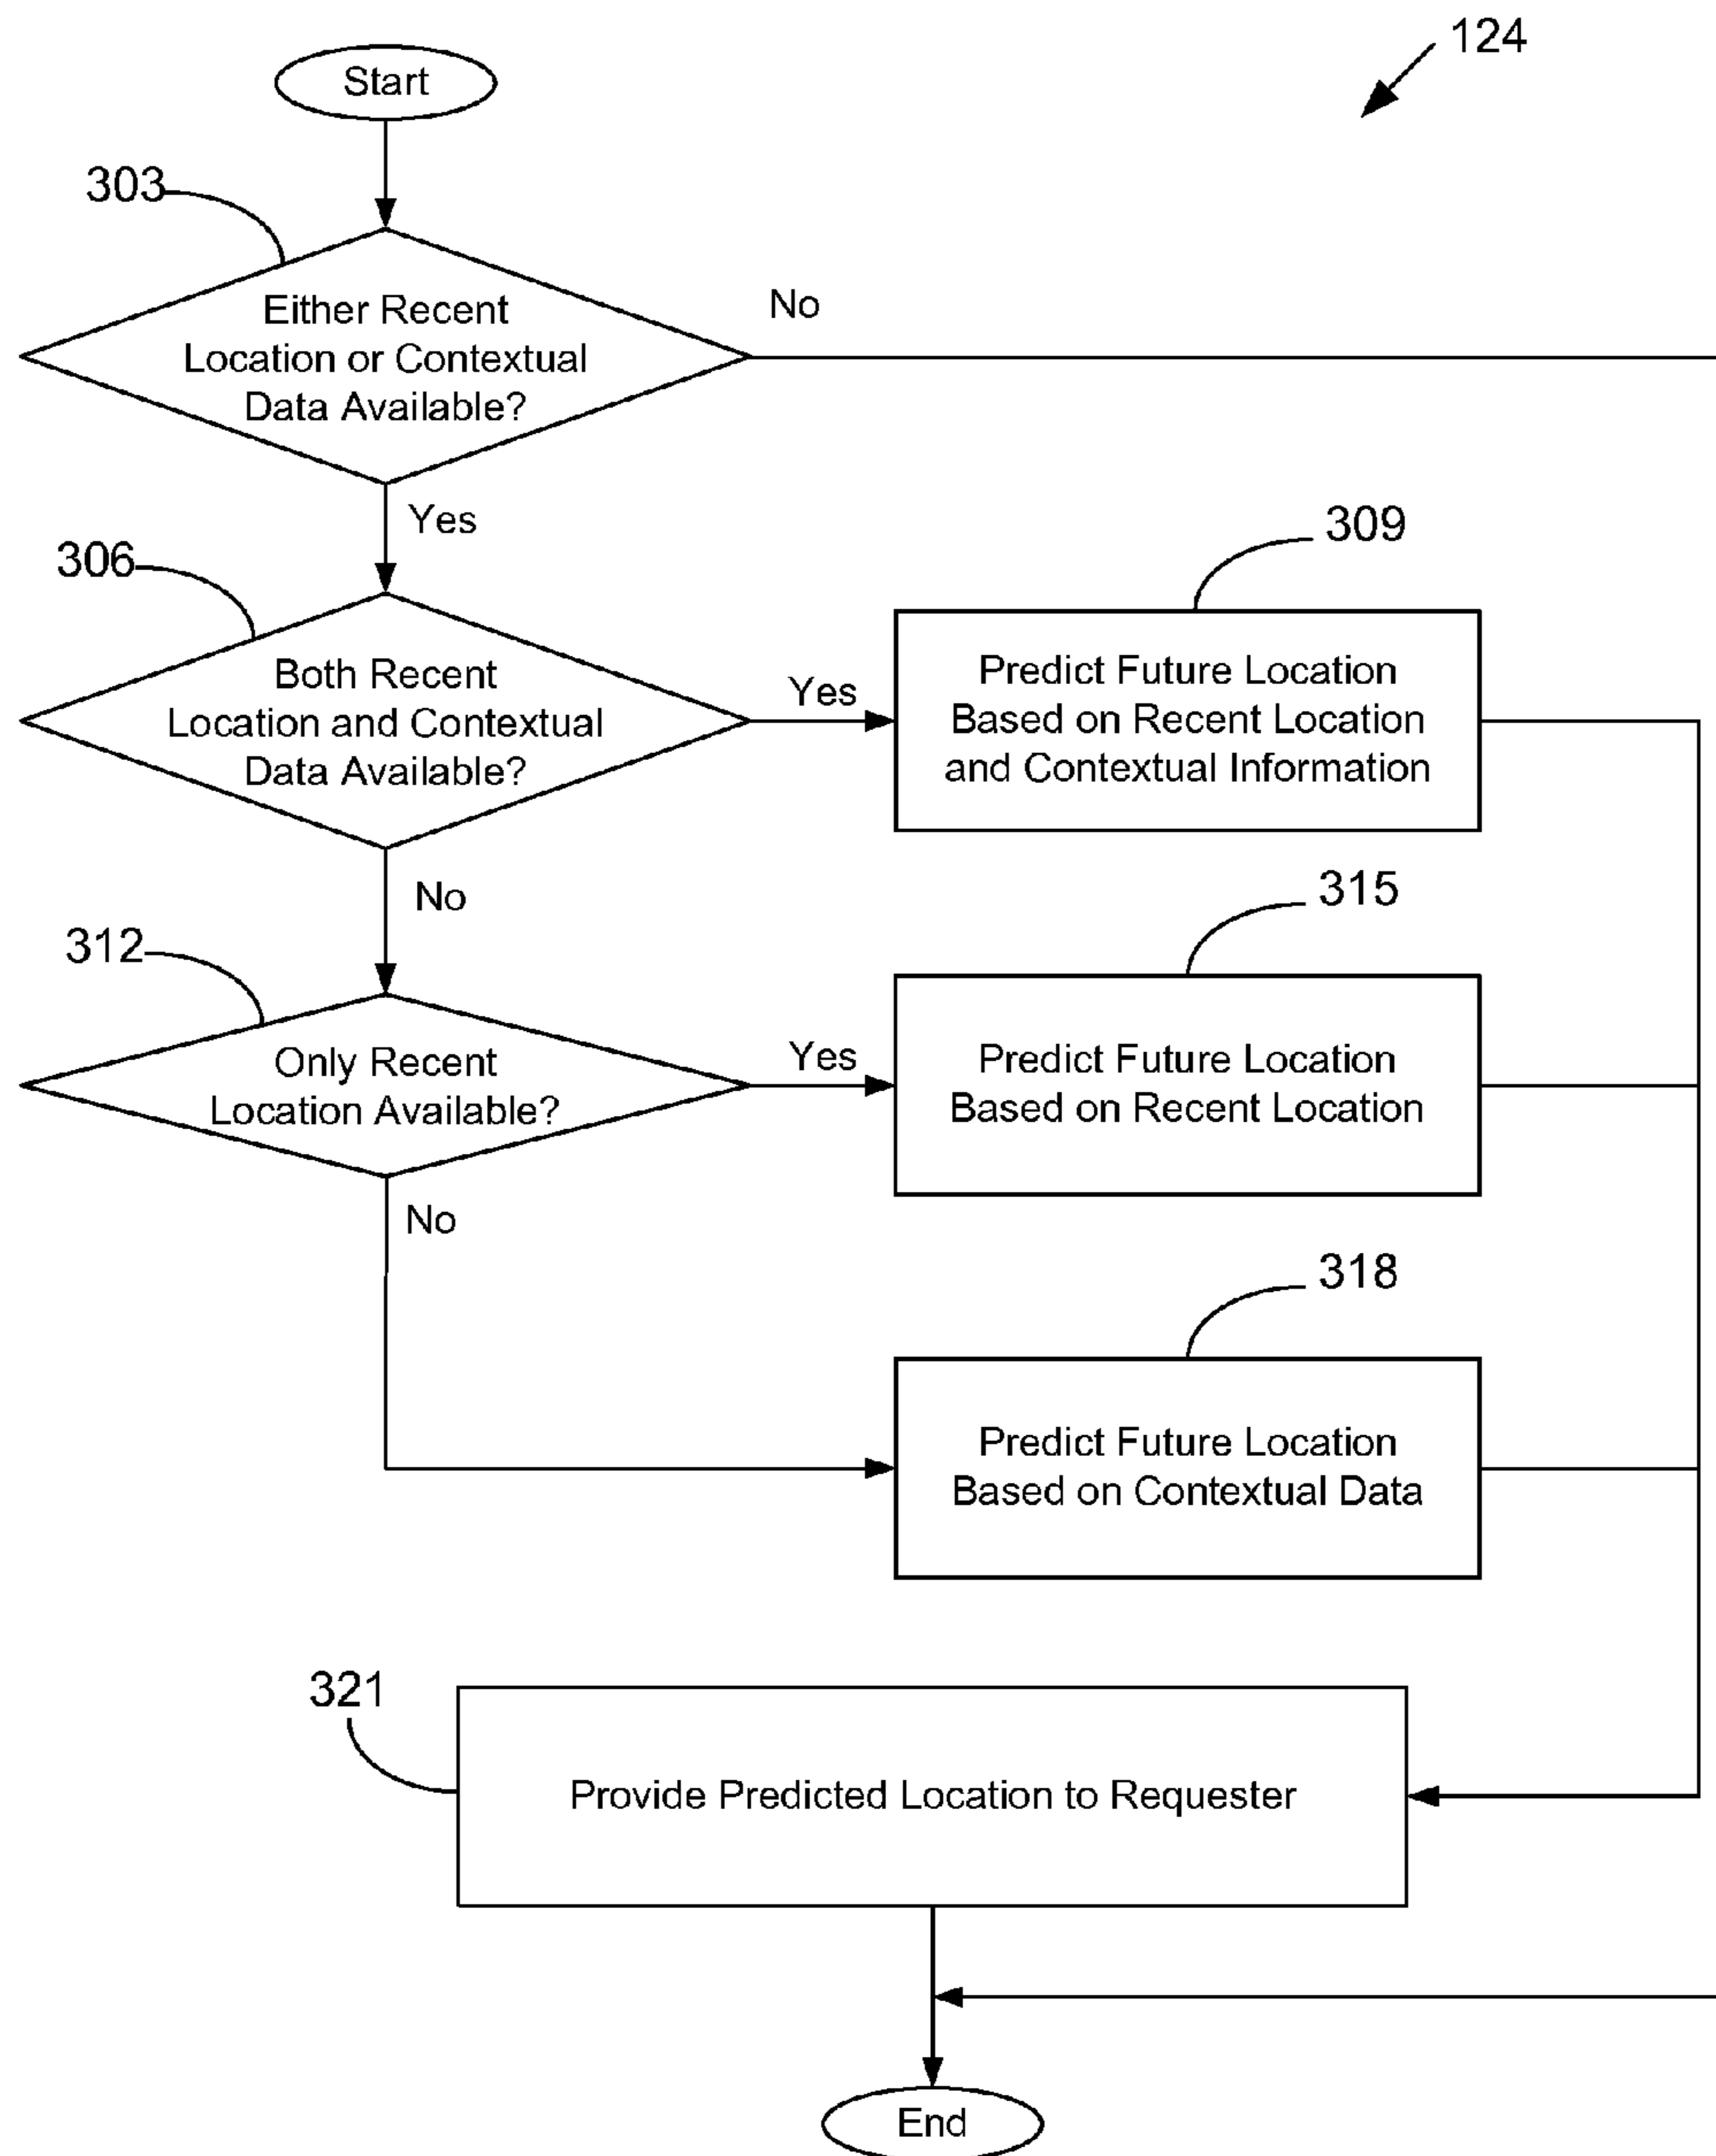 124
Start
303
Either Recent
Location or Contextual
Data Available?
No
Yes
306
Both Recent
Location and Contextual
Data Available?
Yes
309
Predict Future Location
Based on Recent Location
and Contextual Information
No
312
Only Recent
Location Available?
Yes
315
Predict Future Location
Based on Recent Location
No
318
Predict Future Location
Based on Contextual Data
321
Provide Predicted Location to Requester
End